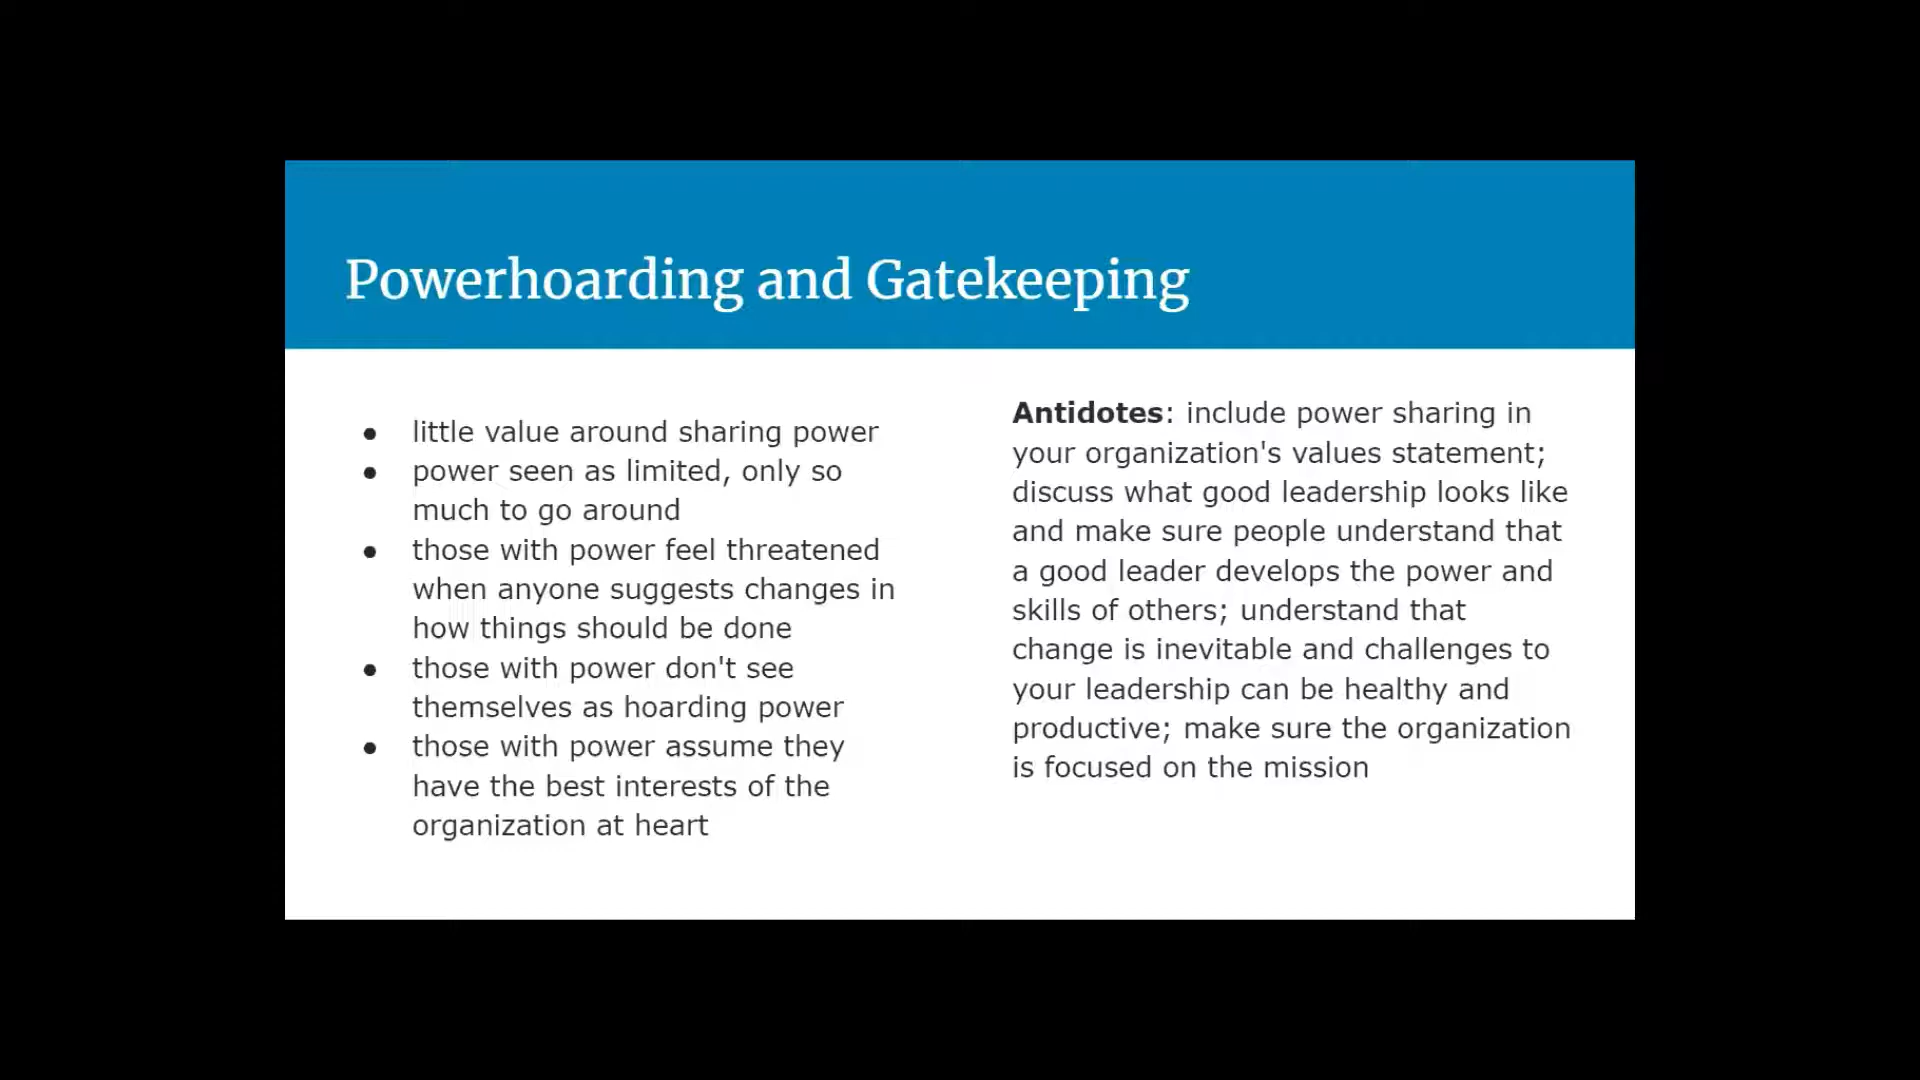 Powerhoarding and Gatekeeping
● little value around sharing power
● power seen as limited, only so
much to go around
● those with power feel threatened
when anyone suggests changes in
how things should be done
● those with power don't see
themselves as hoarding power
● those with power assume they
have the best interests of the
organization at heart
Antidotes: include power sharing in
your organization's values statement;
discuss what good leadership looks like
and make sure people understand that
a good leader develops the power and
skills of others; understand that
change is inevitable and challenges to
your leadership can be healthy and
productive; make sure the organization
is focused on the mission